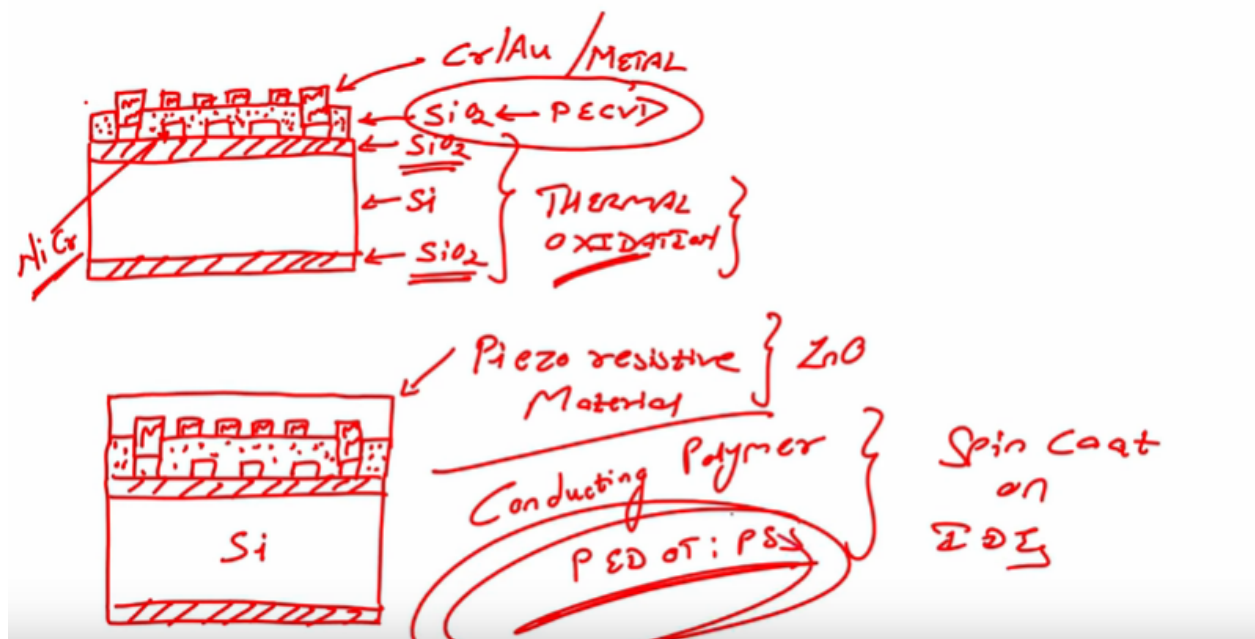 Cr/Au/METAL
SiO2 ← PECVD
SiO2
Si
THERMAL
OXIDATION
NiCr
SiO2
M M M M M M
Piezo resistive
Material
ZnO
M M M M M M
Conducting Polymer
PEDOT: PSS
Spin Coat
on
IDEs
Si